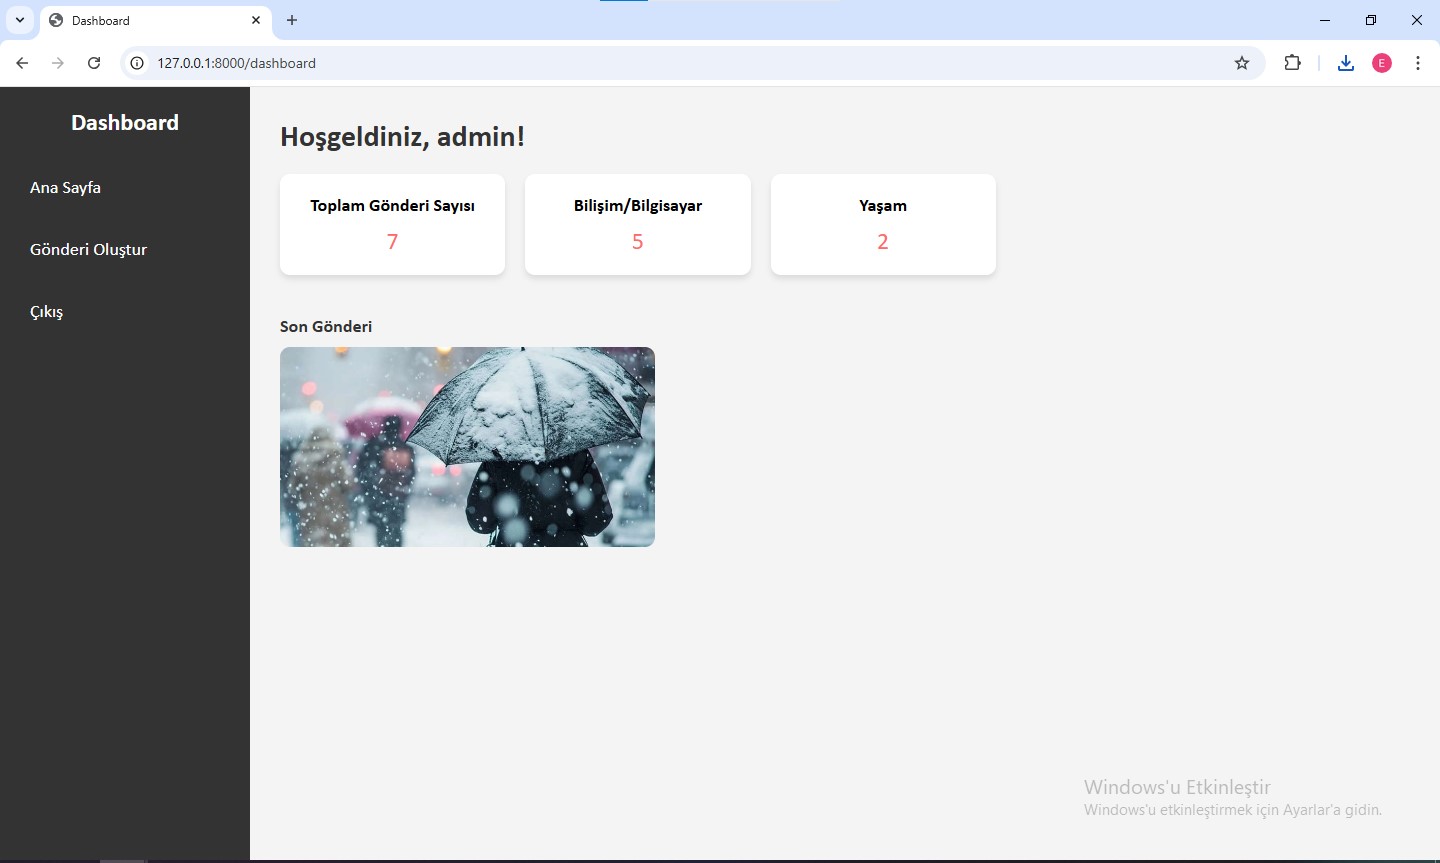 Dashboard
127.0.0.1:8000/dashboard
E
Dashboard
Ana Sayfa
Gönderi Oluştur
Çıkış
Hoşgeldiniz, admin!
Toplam Gönderi Sayısı
7
Bilişim/Bilgisayar
5
Yaşam
2
Son Gönderi
Windows'u Etkinleştir
Windows'u etkinleştirmek için Ayarlar'a gidin.